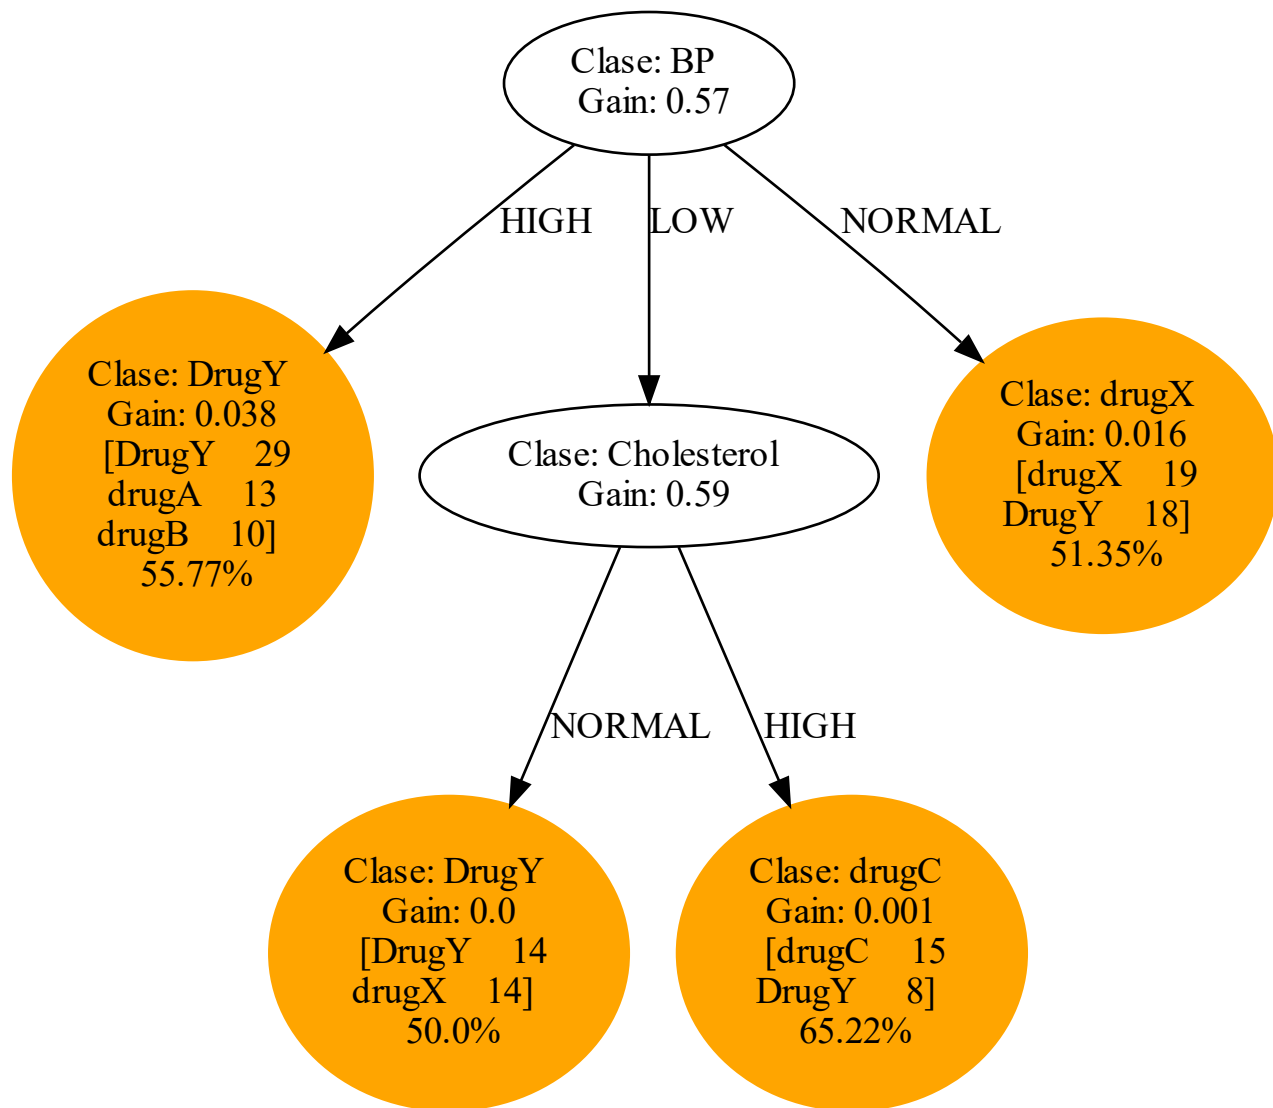 Clase: BP
Gain: 0.57
HIGH
LOW
NORMAL
Clase: DrugY
Gain: 0.038
[DrugY 29
drugA 13
drugB 10]
55.77%
Clase: Cholesterol
Gain: 0.59
Clase: drugX
Gain: 0.016
[drugX 19
DrugY 18]
51.35%
NORMAL
HIGH
Clase: DrugY
Gain: 0.0
[DrugY 14
drugX 14]
50.0%
Clase: drugC
Gain: 0.001
[drugC 15
DrugY 8]
65.22%